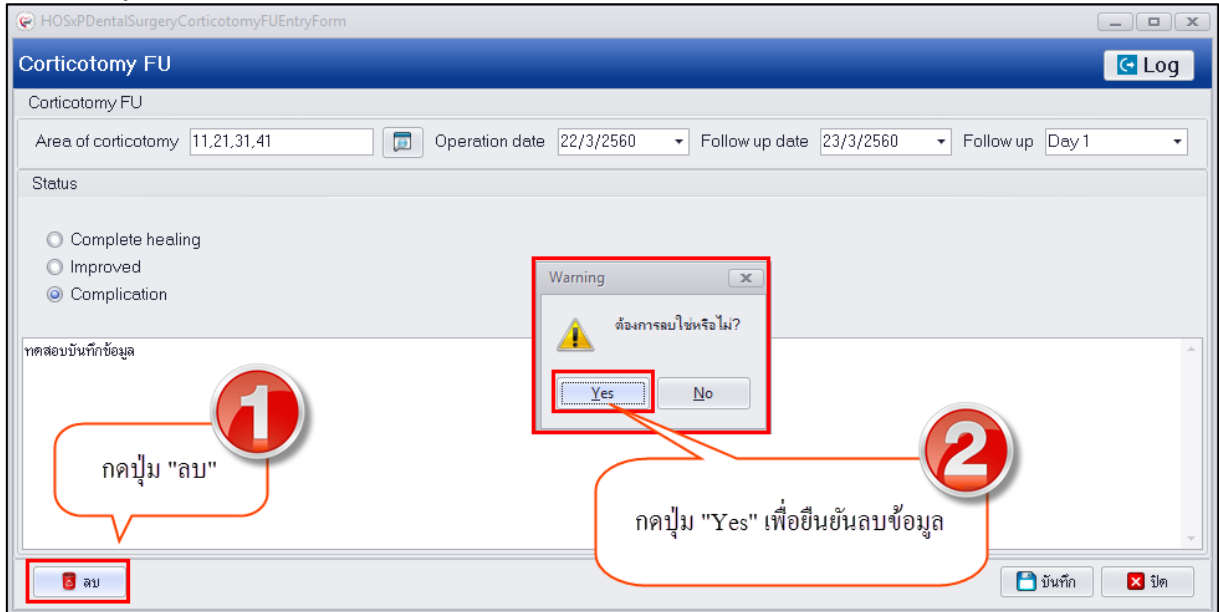 HOSxPDentalSurgeryCorticotomyFUEntryForm
Corticotomy FU
Log
Corticotomy FU
Area of corticotomy 11,21,31,41 Operation date 22/3/2560 Follow up date 23/3/2560 Follow up Day 1
Status
Complete healing
Improved
Complication
Warning
ต้องการลบใช่หรือไม่?
Yes No
ทดสอบบันทึกข้อมูล
1
กดปุ่ม "ลบ"
2
กดปุ่ม "Yes" เพื่อยืนยันลบข้อมูล
ลบ บันทึก ปิด